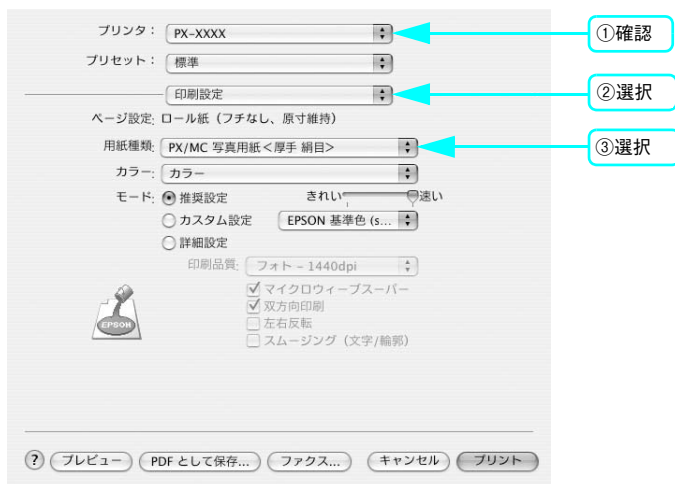 プリンタ： PX-XXXX ①確認
プリセット： 標準
印刷設定 ②選択
ページ設定: ロール紙（フチなし、原寸維持）
用紙種類: PX/MC 写真用紙＜厚手 絹目＞ ③選択
カラー: カラー
モード: 推奨設定 きれい 速い
カスタム設定 EPSON 基準色 (s...
詳細設定
印刷品質: フォト – 1440dpi
マイクロウィーブスーパー
双方向印刷
左右反転
スムージング（文字/輪郭）
EPSON
? プレビュー PDF として保存... ファクス... キャンセル プリント